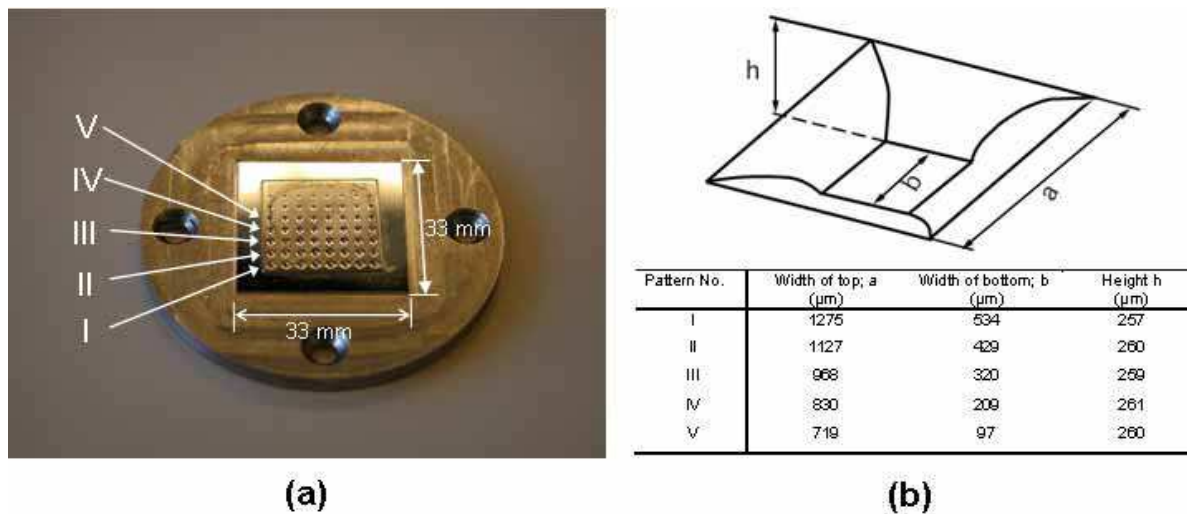 V
IV
III
II
I
33 mm
33 mm
(a)
h
b
a
Pattern No. Width of top; a (μm) Width of bottom; b (μm) Height h (μm)
I 1275 534 257
II 1127 429 260
III 968 320 259
IV 830 209 261
V 719 97 260
(b)